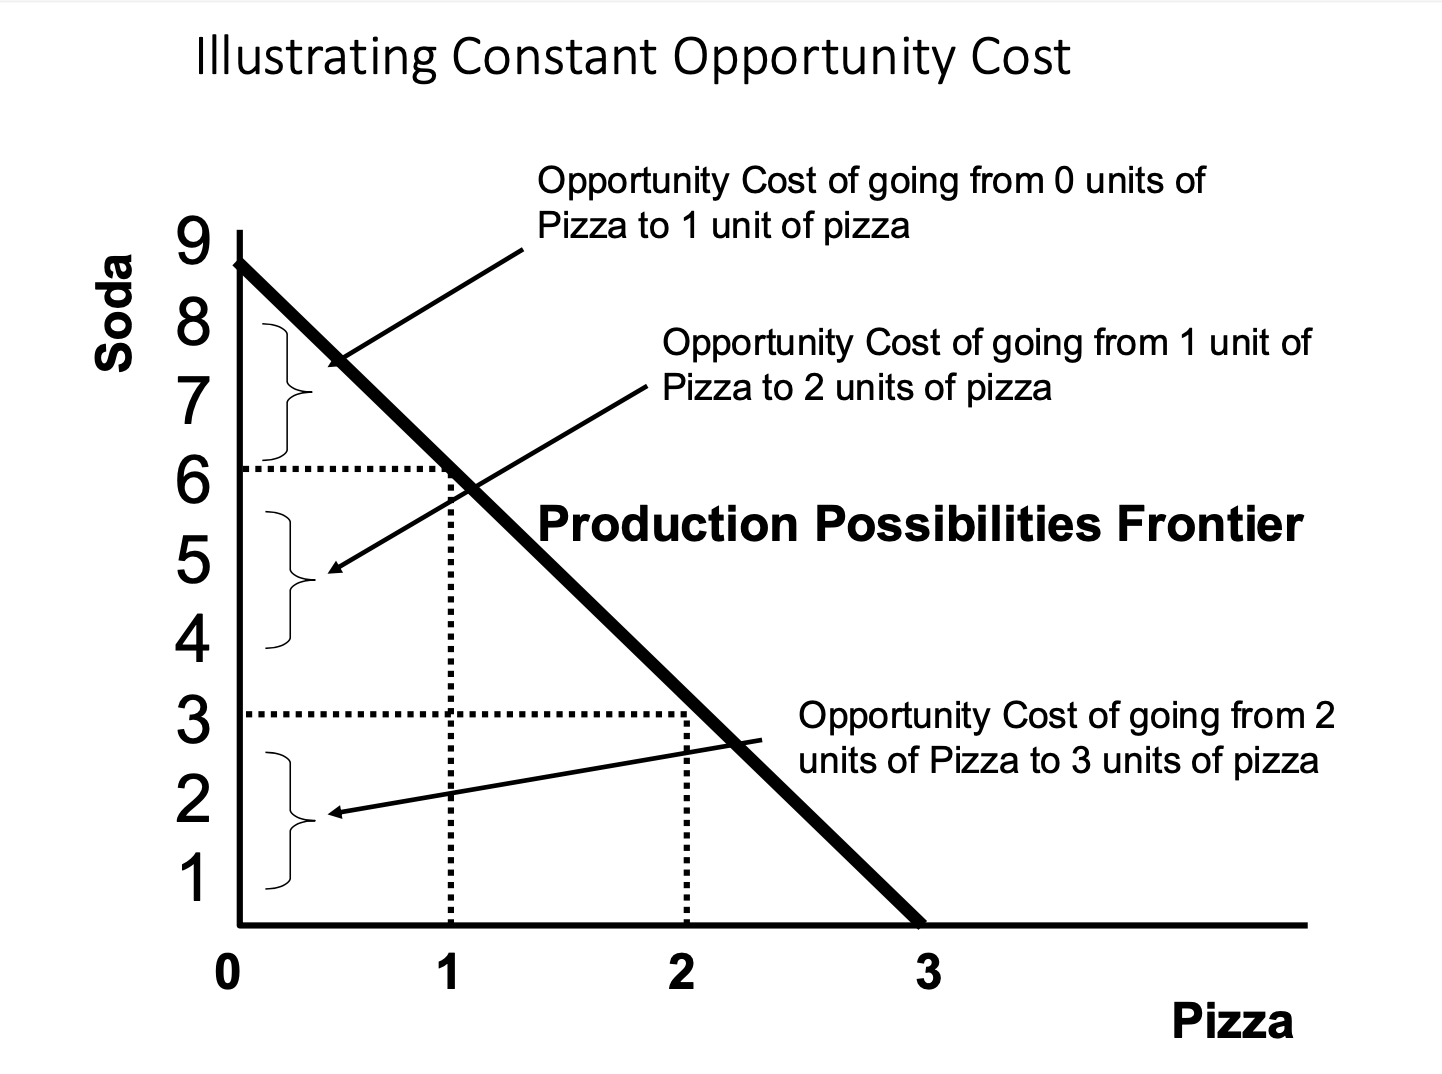 Illustrating Constant Opportunity Cost
Opportunity Cost of going from 0 units of
Pizza to 1 unit of pizza
Soda
9
8
7
6
5
4
3
2
1
Opportunity Cost of going from 1 unit of
Pizza to 2 units of pizza
Production Possibilities Frontier
Opportunity Cost of going from 2
units of Pizza to 3 units of pizza
0 1 2 3
Pizza